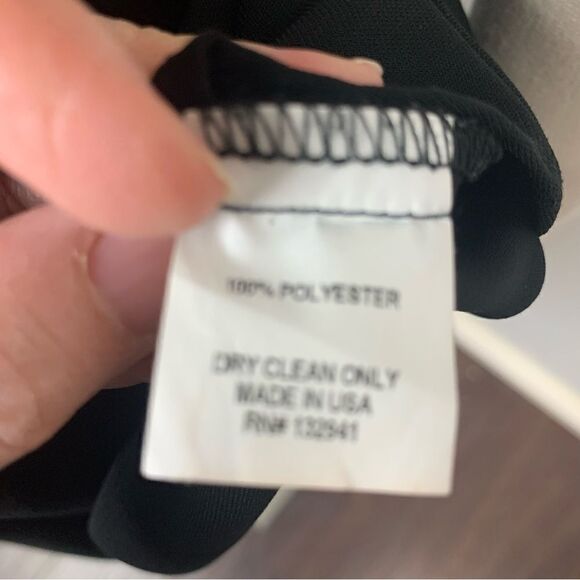 100% POLYESTER
DRY CLEAN ONLY
MADE IN USA
RN# 132941